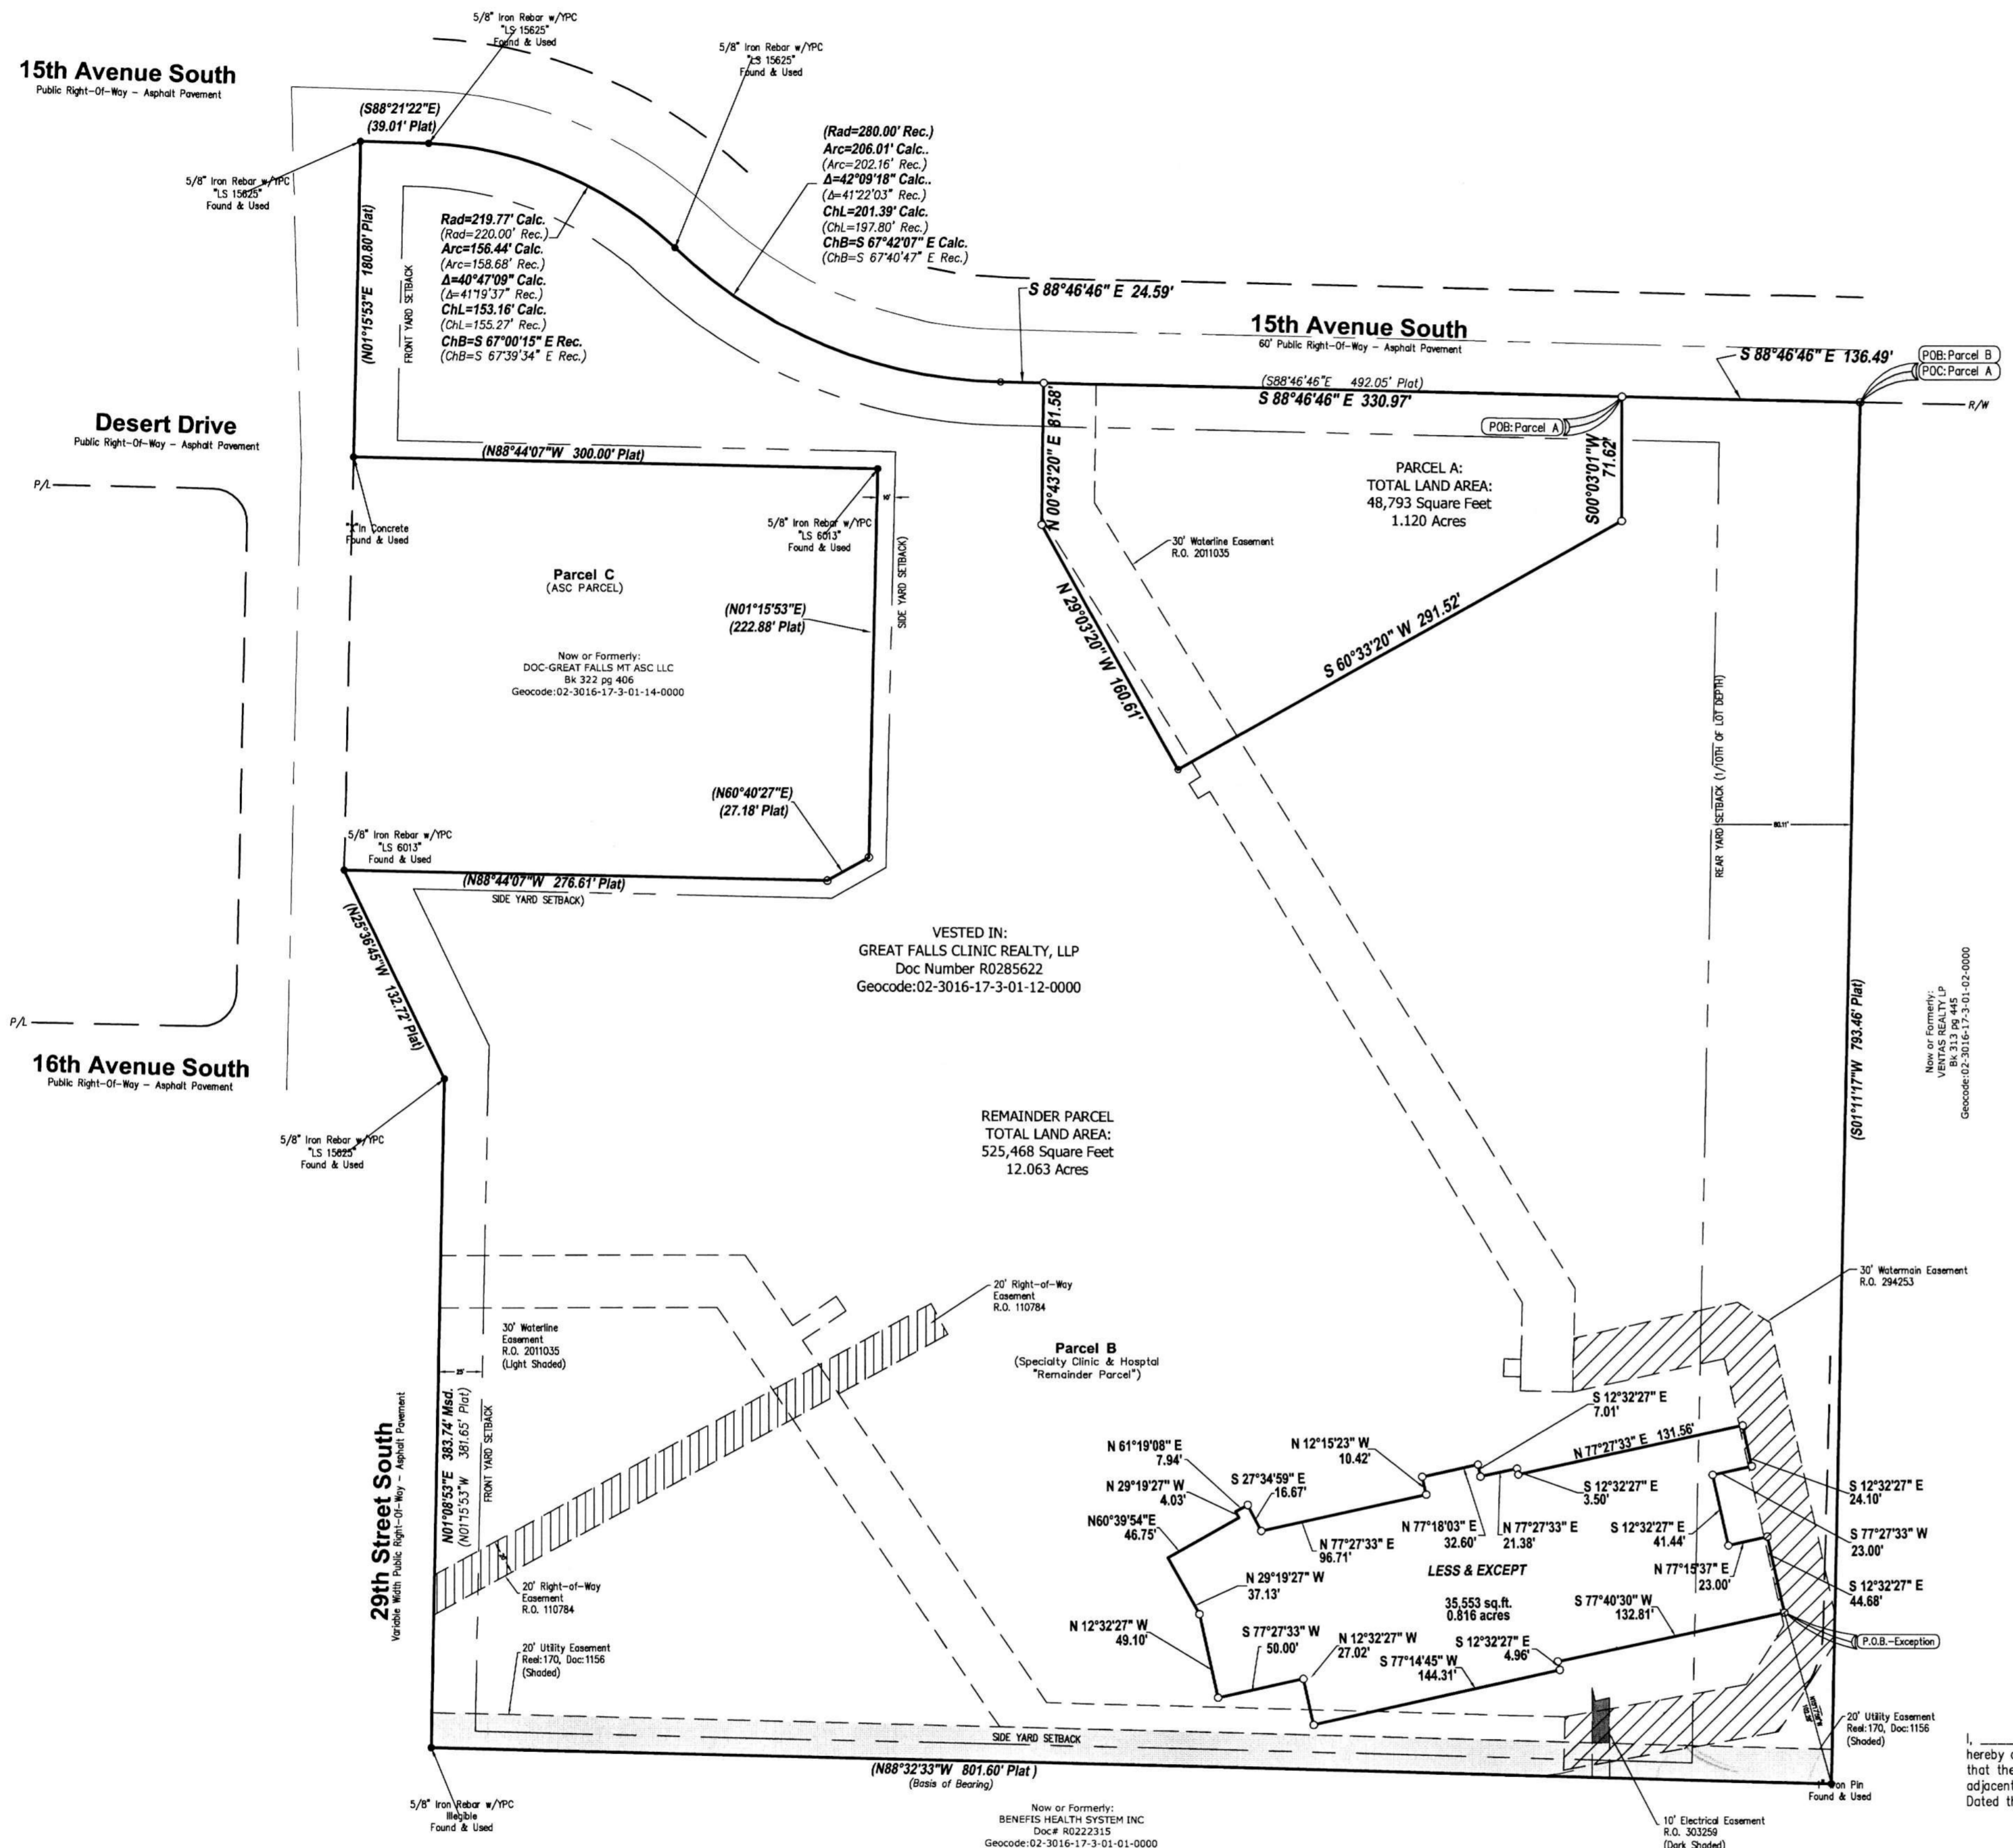 5/8" Iron Rebar w/YPC
"LS 15625"
Found & Used
5/8" Iron Rebar w/YPC
"LS 15625"
Found & Used
15th Avenue South
Public Right-Of-Way - Asphalt Pavement
(S88°21'22"E)
(39.01' Plat)
5/8" Iron Rebar w/YPC
"LS 15625"
Found & Used
(Rad=280.00' Rec.)
Arc=206.01' Calc..
(Arc=202.16' Rec.)
Δ=42°09'18" Calc..
(Δ=41°22'03" Rec.)
ChL=201.39' Calc.
(ChL=197.80' Rec.)
ChB=S 67°42'07" E Calc.
(ChB=S 67°40'47" E Rec.)
(N01°15'53"E 180.80' Plat)
FRONT YARD SETBACK
Rad=219.77' Calc.
(Rad=220.00' Rec.)
Arc=156.44' Calc.
(Arc=158.68' Rec.)
Δ=40°47'09" Calc.
(Δ=41°19'37" Rec.)
ChL=153.16' Calc.
(ChL=155.27' Rec.)
ChB=S 67°00'15" E Rec.
(ChB=S 67°39'34" E Rec.)
S 88°46'46" E 24.59'
15th Avenue South
60' Public Right-Of-Way - Asphalt Pavement
S 88°46'46" E 136.49'
POB: Parcel B
POC: Parcel A
(S88°46'46"E 492.05' Plat)
S 88°46'46" E 330.97'
R/W
POB: Parcel A
Desert Drive
Public Right-Of-Way - Asphalt Pavement
P/L
(N88°44'07"W 300.00' Plat)
N 00°43'20" E 81.58'
PARCEL A:
TOTAL LAND AREA:
48,793 Square Feet
1.120 Acres
S00°03'01"W
71.62'
10'
"X" In Concrete
Found & Used
5/8" Iron Rebar w/YPC
"LS 6013"
Found & Used
30' Waterline Easement
R.O. 2011035
Parcel C
(ASC PARCEL)
(N01°15'53"E)
(222.88' Plat)
SIDE YARD SETBACK)
N 29°03'20" W 160.61'
S 60°33'20" W 291.52'
Now or Formerly:
DOC-GREAT FALLS MT ASC LLC
Bk 322 pg 406
Geocode:02-3016-17-3-01-14-0000
REAR YARD SETBACK (1/10TH OF LOT DEPTH)
80.11'
(N60°40'27"E)
(27.18' Plat)
5/8" Iron Rebar w/YPC
"LS 6013"
Found & Used
(N88°44'07"W 276.61' Plat)
SIDE YARD SETBACK)
(N25°36'45"W 132.72' Plat)
VESTED IN:
GREAT FALLS CLINIC REALTY, LLP
Doc Number R0285622
Geocode:02-3016-17-3-01-12-0000
(S01°11'17"W 793.46' Plat)
Now or Formerly:
VENTAS REALTY LP
Bk 313 pg 445
Geocode:02-3016-17-3-01-02-0000
P/L
16th Avenue South
Public Right-Of-Way - Asphalt Pavement
5/8" Iron Rebar w/YPC
"LS 15625"
Found & Used
REMAINDER PARCEL
TOTAL LAND AREA:
525,468 Square Feet
12.063 Acres
30' Watermain Easement
R.O. 294253
20' Right-of-Way
Easement
R.O. 110784
30' Waterline
Easement
R.O. 2011035
(Light Shaded)
25'
Parcel B
(Specialty Clinic & Hosptal
"Remainder Parcel")
29th Street South
Variable Width Public Right-Of-Way - Asphalt Pavement
N01°08'53"E 383.74' Msd.
(N01°15'53"W 381.65' Plat)
FRONT YARD SETBACK
S 12°32'27" E
7.01'
N 77°27'33" E 131.56'
N 61°19'08" E
7.94'
N 12°15'23" W
10.42'
N 29°19'27" W
4.03'
S 27°34'59" E
16.67'
S 12°32'27" E
3.50'
S 12°32'27" E
24.10'
N60°39'54"E
46.75'
N 77°18'03" E
32.60'
N 77°27'33" E
21.38'
S 12°32'27" E
41.44'
S 77°27'33" W
23.00'
N 77°27'33" E
96.71'
LESS & EXCEPT
N 77°15'37" E
23.00'
N 29°19'27" W
37.13'
35,553 sq.ft.
0.816 acres
S 77°40'30" W
132.81'
S 12°32'27" E
44.68'
20' Right-of-Way
Easement
R.O. 110784
N 12°32'27" W
49.10'
S 77°27'33" W
50.00'
N 12°32'27" W
27.02'
S 12°32'27" E
4.96'
P.O.B.-Exception
S 77°14'45" W
144.31'
20' Utility Easement
Reel:170, Doc:1156
(Shaded)
20' Utility Easement
Reel:170, Doc:1156
(Shaded)
SIDE YARD SETBACK
(N88°32'33"W 801.60' Plat )
(Basis of Bearing)
5/8" Iron Rebar w/YPC
Illegible
Found & Used
1" Iron Pin
Found & Used
Now or Formerly:
BENEFIS HEALTH SYSTEM INC
Doc# R0222315
Geocode:02-3016-17-3-01-01-0000
10' Electrical Easement
R.O. 303259
(Dark Shaded)
I,
hereby
that the
adjacent
Dated